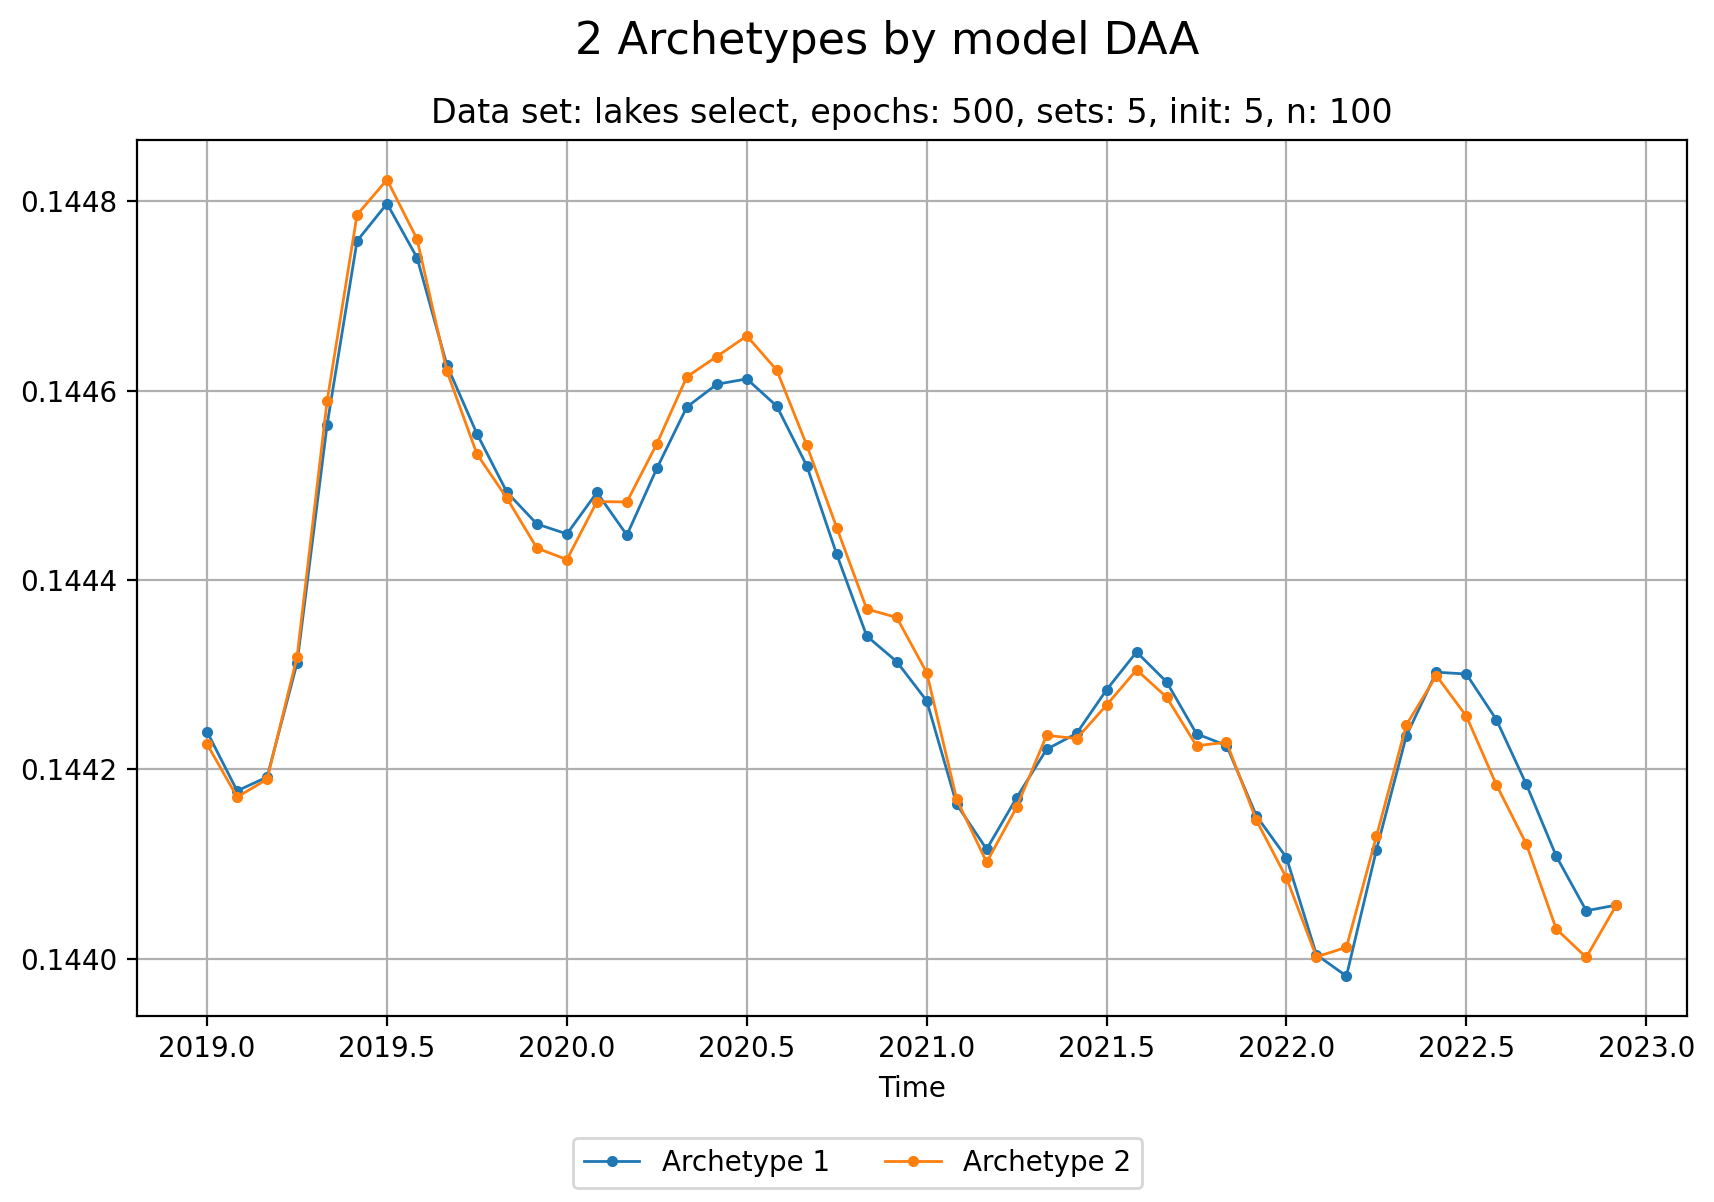 2 Archetypes by model DAA
Data set: lakes select, epochs: 500, sets: 5, init: 5, n: 100
0.1448
0.1446
0.1444
0.1442
0.1440
2019.0 2019.5 2020.0 2020.5 2021.0 2021.5 2022.0 2022.5 2023.0
Time
Archetype 1 Archetype 2